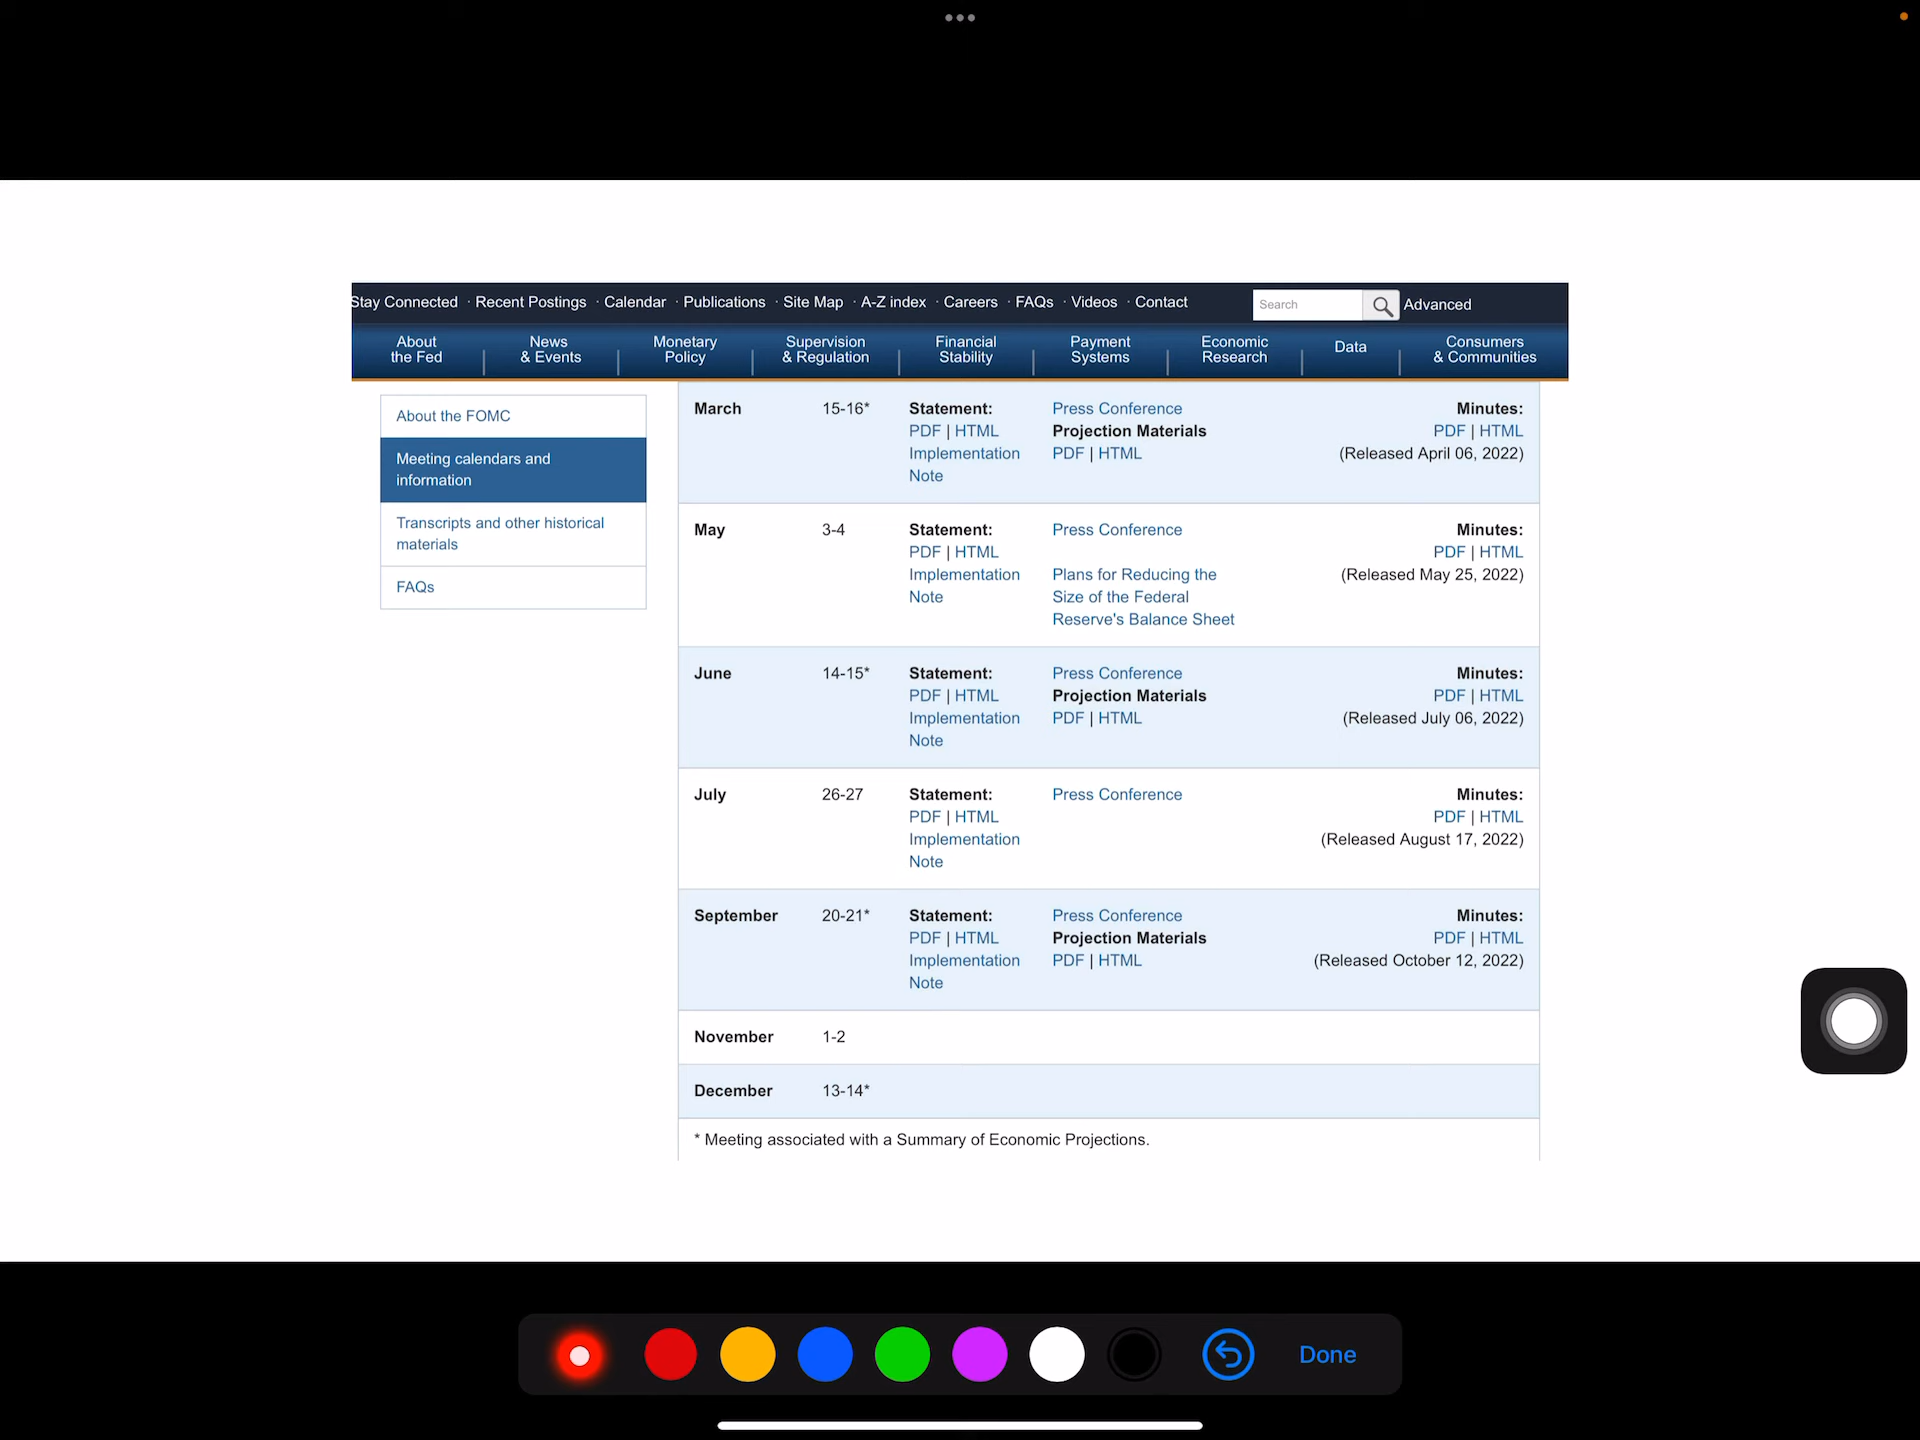 Stay Connected · Recent Postings · Calendar · Publications · Site Map · A-Z index · Careers · FAQs · Videos · Contact
Search
Advanced
About the Fed
News & Events
Monetary Policy
Supervision & Regulation
Financial Stability
Payment Systems
Economic Research
Data
Consumers & Communities
About the FOMC
Meeting calendars and
information
Transcripts and other historical
materials
FAQs
March 15-16* Statement: Press Conference Minutes:
PDF | HTML Projection Materials PDF | HTML
Implementation PDF | HTML (Released April 06, 2022)
Note
May 3-4 Statement: Press Conference Minutes:
PDF | HTML PDF | HTML
Implementation Plans for Reducing the (Released May 25, 2022)
Note Size of the Federal
Reserve's Balance Sheet
June 14-15* Statement: Press Conference Minutes:
PDF | HTML Projection Materials PDF | HTML
Implementation PDF | HTML (Released July 06, 2022)
Note
July 26-27 Statement: Press Conference Minutes:
PDF | HTML PDF | HTML
Implementation (Released August 17, 2022)
Note
September 20-21* Statement: Press Conference Minutes:
PDF | HTML Projection Materials PDF | HTML
Implementation PDF | HTML (Released October 12, 2022)
Note
November 1-2
December 13-14*
* Meeting associated with a Summary of Economic Projections.
Done